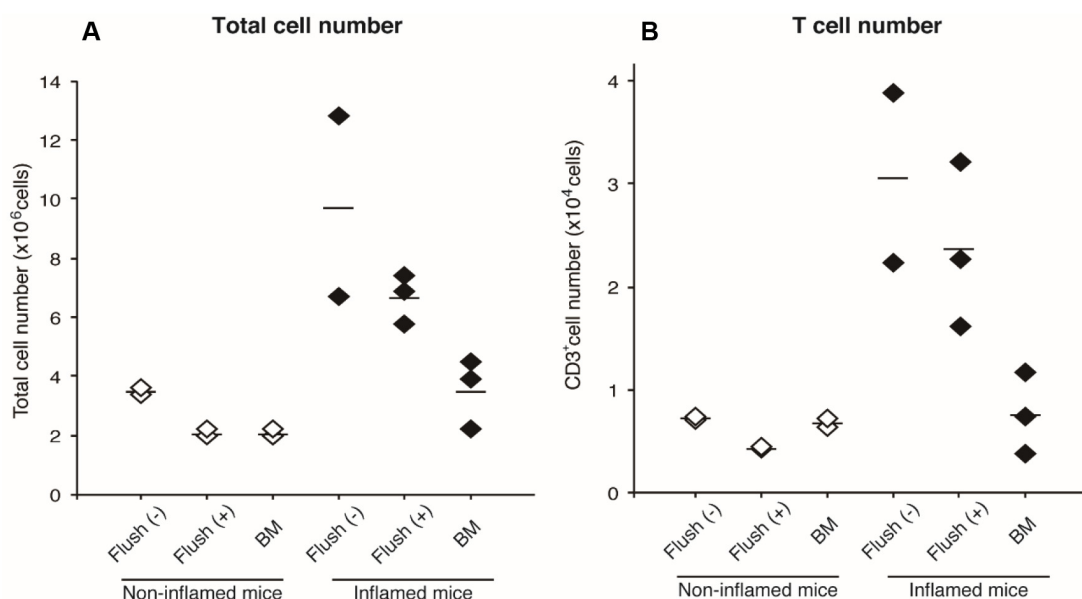 A
Total cell number
Total cell number (x10⁶cells)
14
12
10
8
6
4
2
0
Flush (-)
Flush (+)
BM
Flush (-)
Flush (+)
BM
Non-inflamed mice
Inflamed mice
B
T cell number
CD3⁺cell number (x10⁴cells)
4
3
2
1
0
Flush (-)
Flush (+)
BM
Flush (-)
Flush (+)
BM
Non-inflamed mice
Inflamed mice